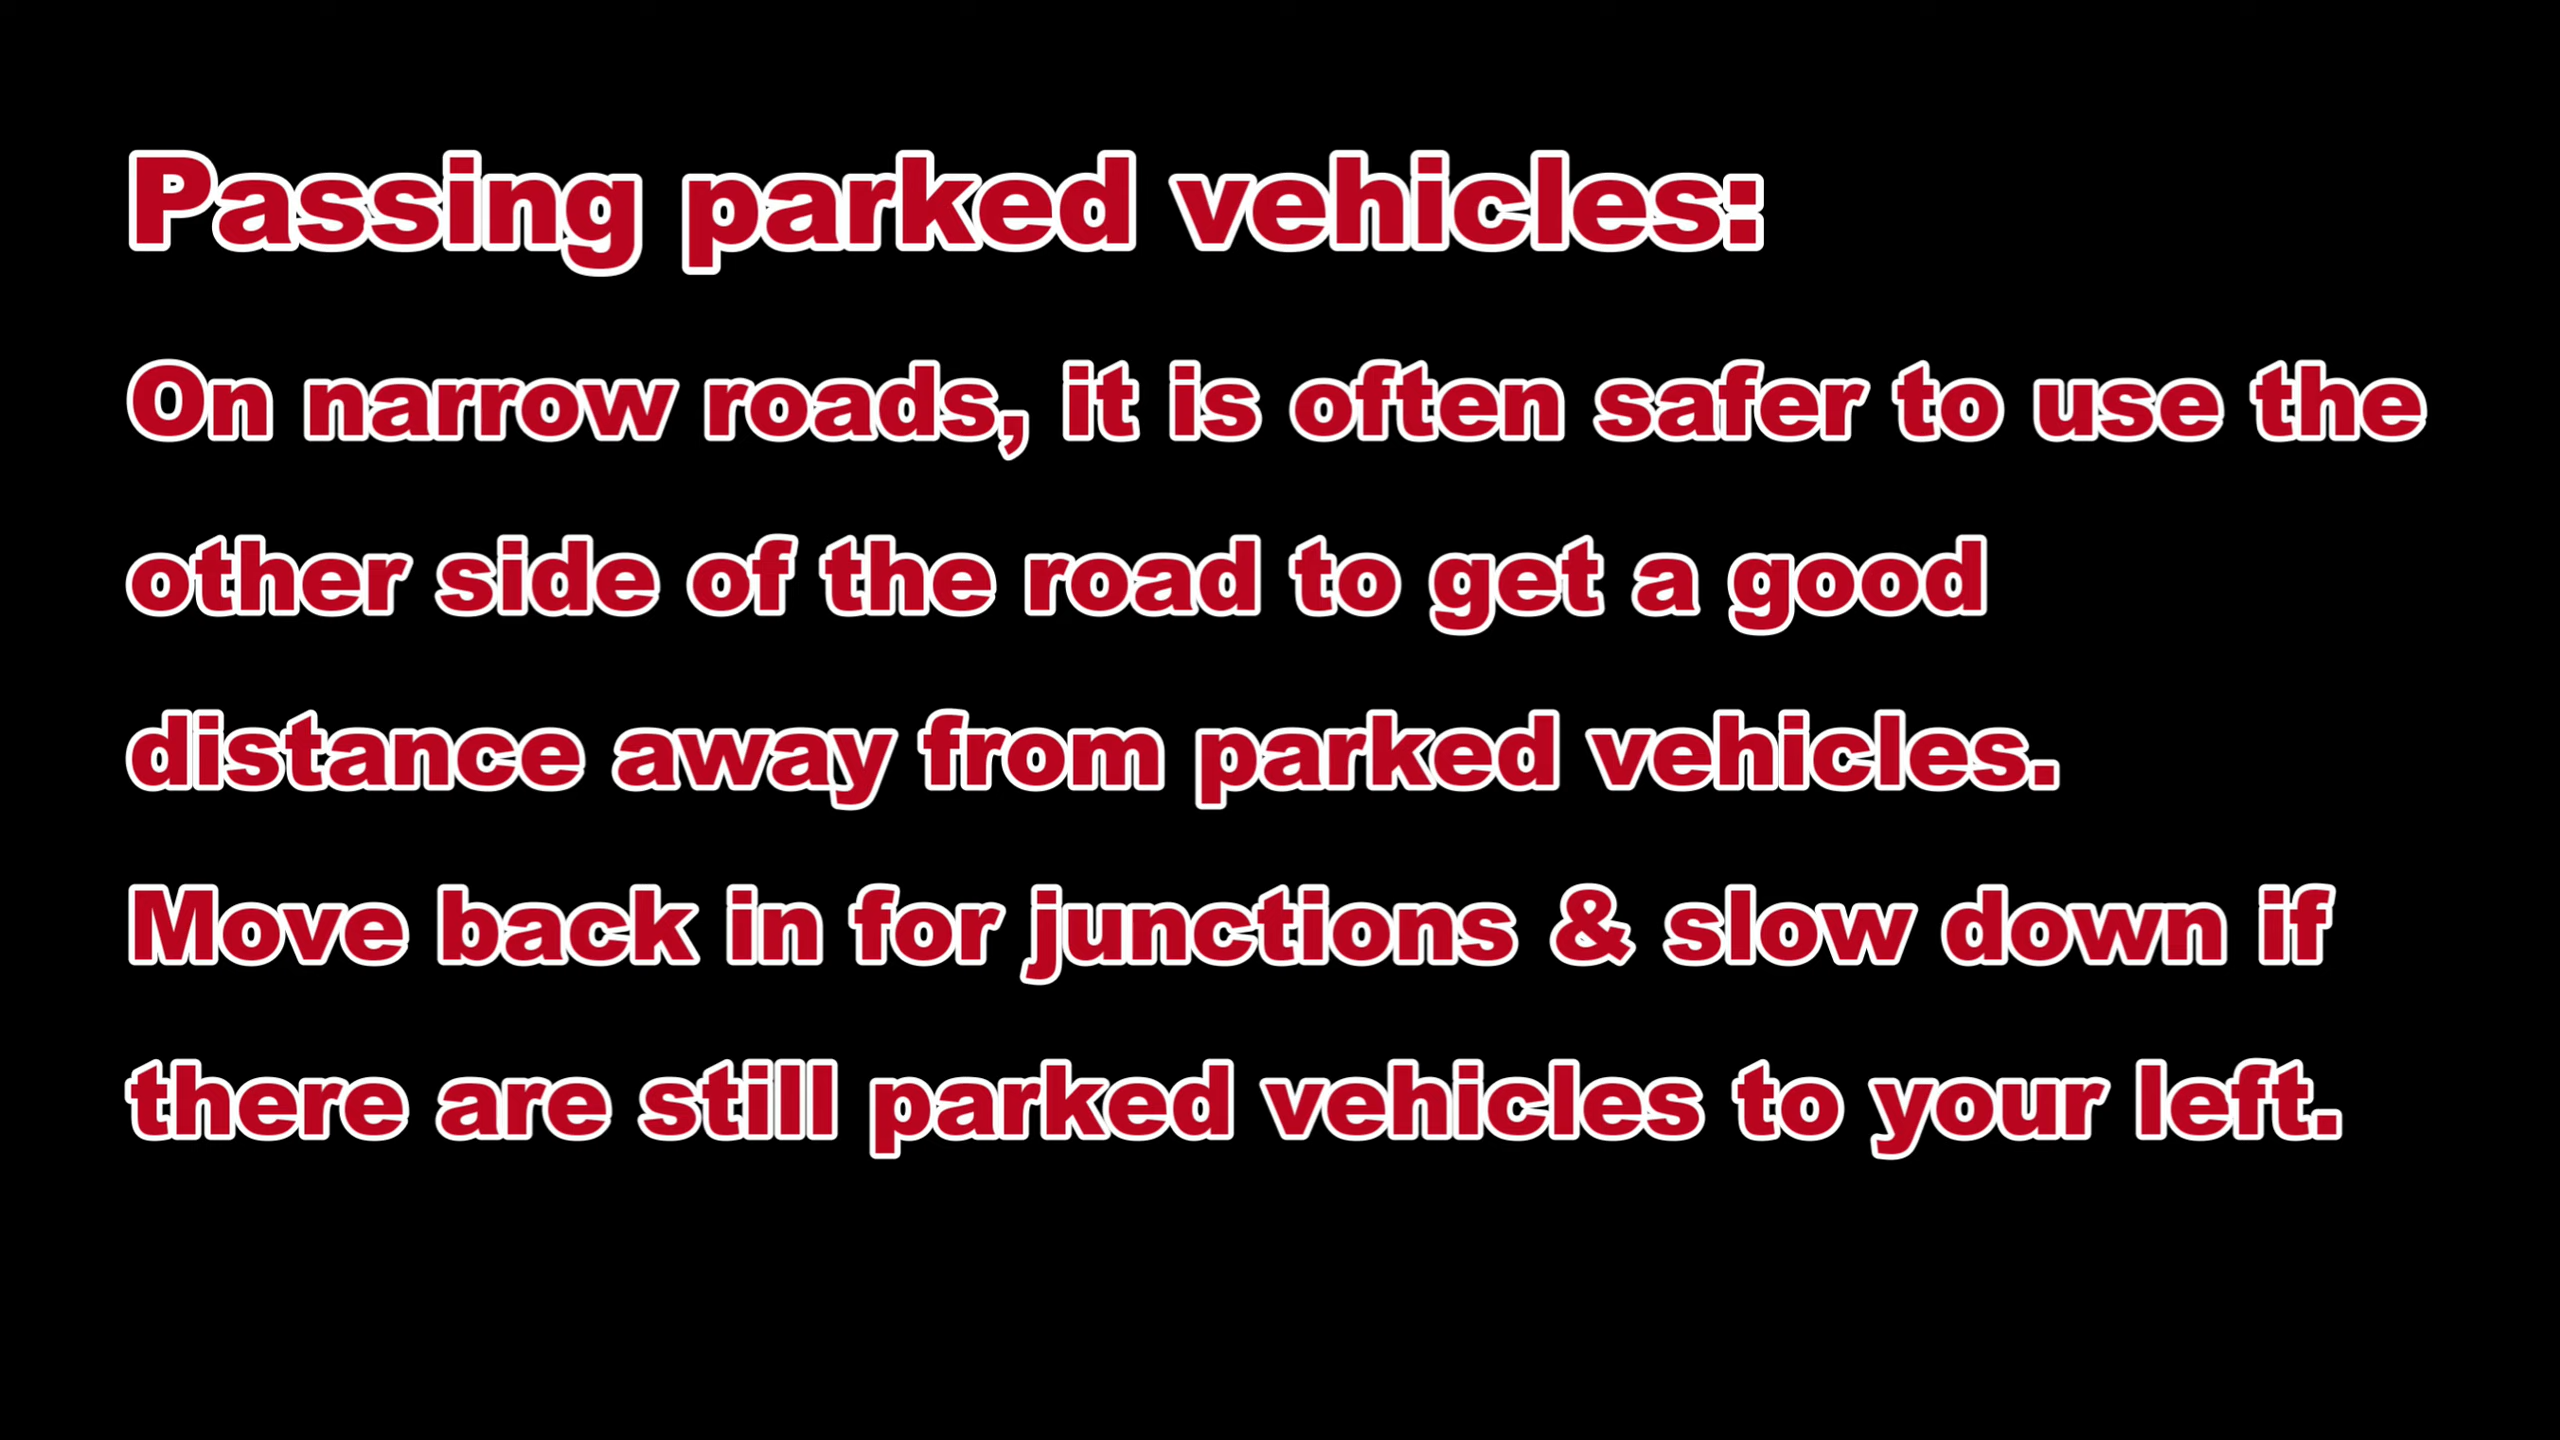 Passing parked vehicles:
On narrow roads, it is often safer to use the
other side of the road to get a good
distance away from parked vehicles.
Move back in for junctions & slow down if
there are still parked vehicles to your left.